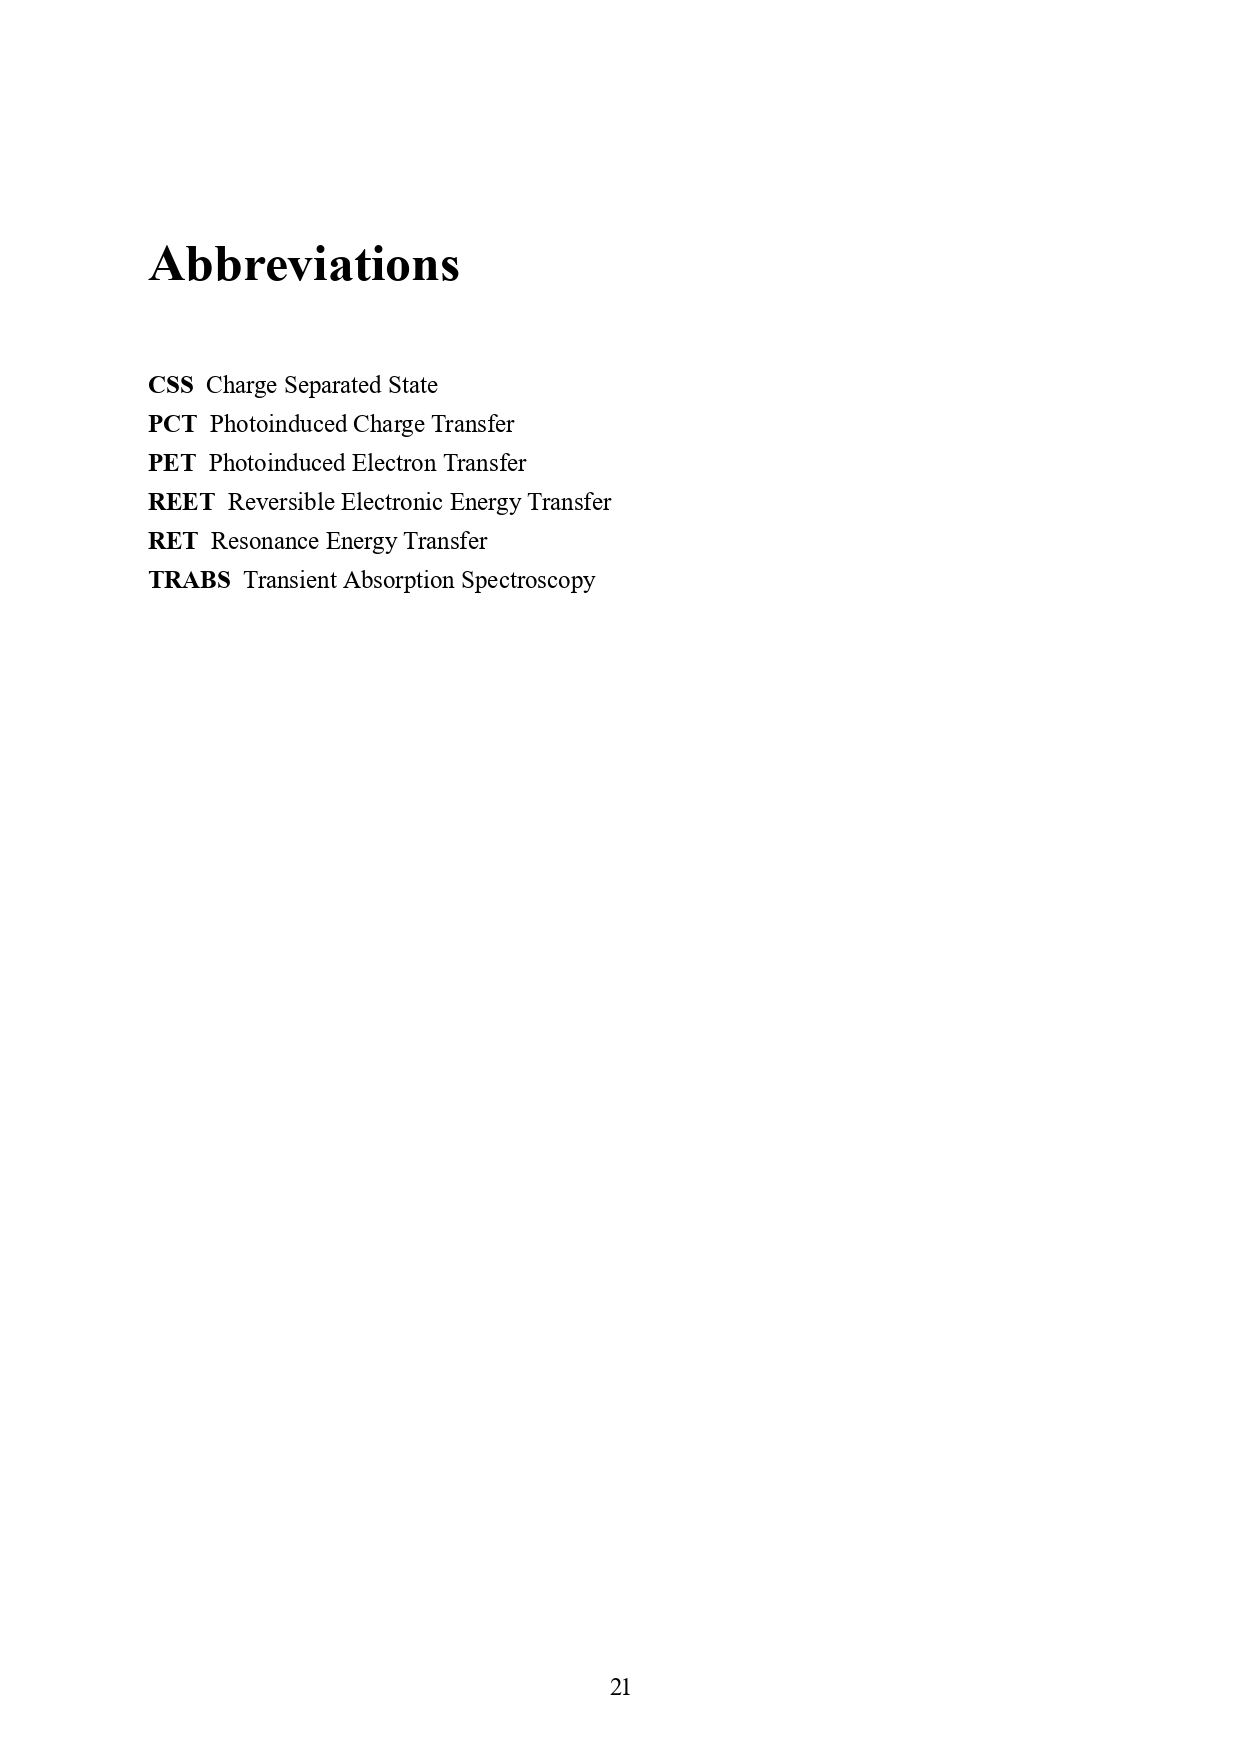 Abbreviations
CSS Charge Separated State
PCT Photoinduced Charge Transfer
PET Photoinduced Electron Transfer
REET Reversible Electronic Energy Transfer
RET Resonance Energy Transfer
TRABS Transient Absorption Spectroscopy
21